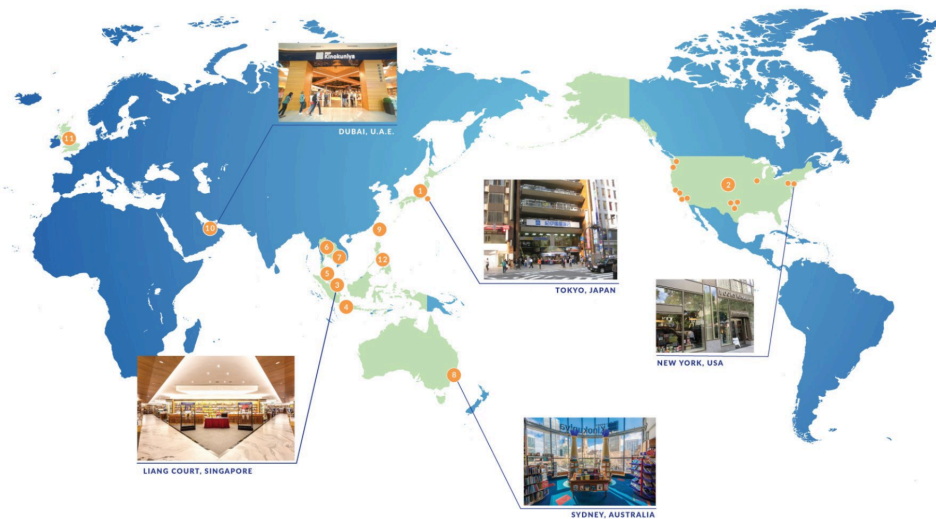 Kinokuniya
DUBAI, U.A.E.
11
10
1
2
9
6
7
12
5
3
4
TOKYO, JAPAN
NEW YORK, USA
8
LIANG COURT, SINGAPORE
SYDNEY, AUSTRALIA